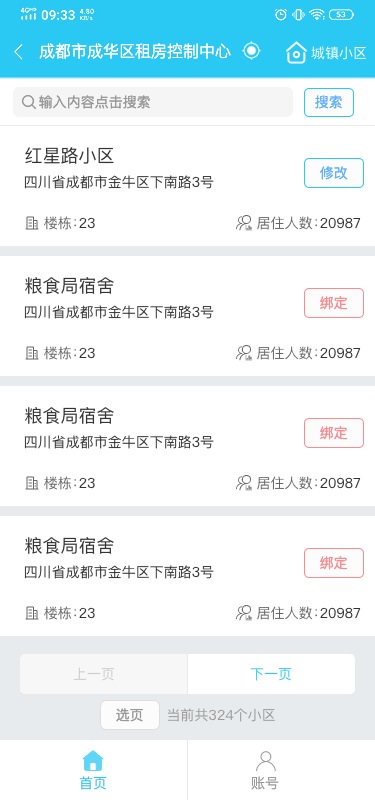 4G 09:33 4.80 KB/s 53
成都市成华区租房控制中心 城镇小区
输入内容点击搜索 搜索
红星路小区
四川省成都市金牛区下南路3号 修改
楼栋:23 居住人数:20987
粮食局宿舍
四川省成都市金牛区下南路3号 绑定
楼栋:23 居住人数:20987
粮食局宿舍
四川省成都市金牛区下南路3号 绑定
楼栋:23 居住人数:20987
粮食局宿舍
四川省成都市金牛区下南路3号 绑定
楼栋:23 居住人数:20987
上一页 下一页
选页 当前共324个小区
首页 账号